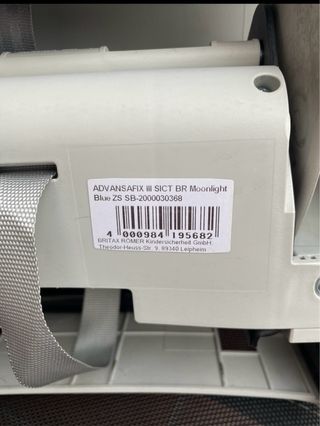 ADVANSAFIX III SICT BR Moonlight
Blue ZS SB-2000030368
4 000984 195682
BRITAX RÖMER Kindersicherheit GmbH
Theodor-Heuss-Str. 9, 89340 Leipheim